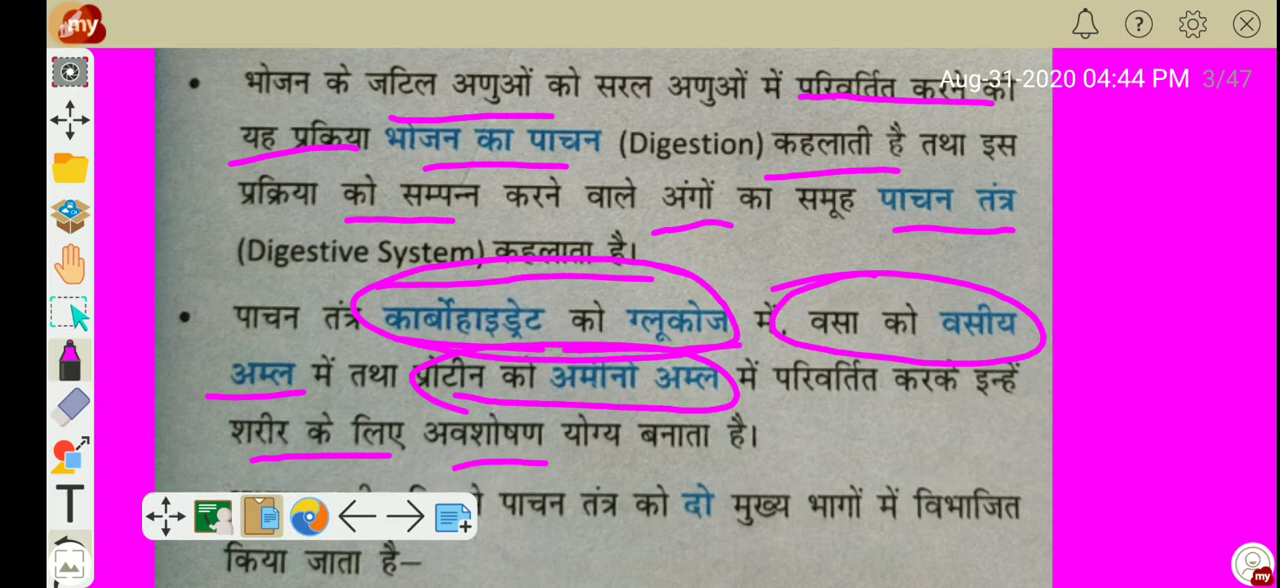 my
Aug-31-2020 04:44 PM 3/47
भोजन के जटिल अणुओं को सरल अणुओं में परिवर्तित करने की
यह प्रकिया भोजन का पाचन (Digestion) कहलाती है तथा इस
प्रक्रिया को सम्पन्न करने वाले अंगों का समूह पाचन तंत्र
(Digestive System) कहलाता है।
पाचन तंत्र कार्बोहाइड्रेट को ग्लूकोज में, वसा को वसीय
अम्ल में तथा प्रोटीन को अमीनो अम्ल में परिवर्तित करके इन्हें
शरीर के लिए अवशोषण योग्य बनाता है।
पाचन तंत्र को दो मुख्य भागों में विभाजित
किया जाता है–
T
my